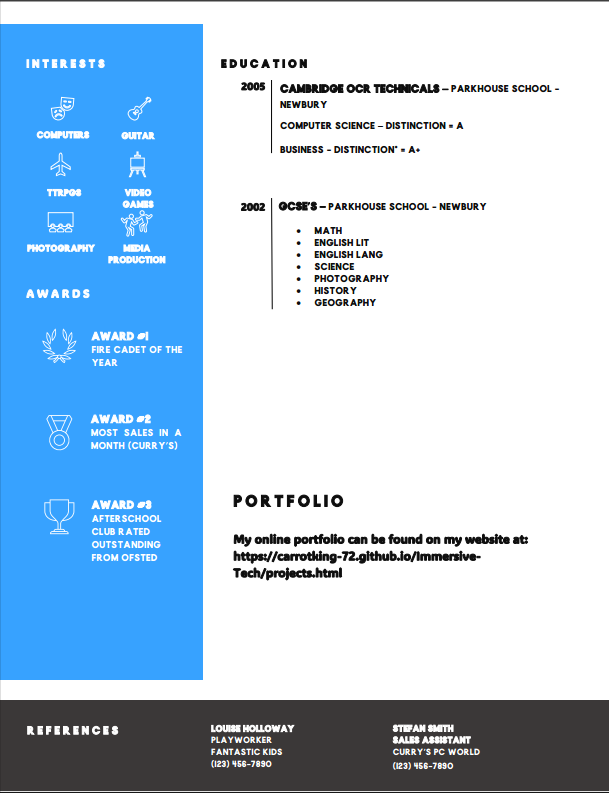 INTERESTS
COMPUTERS
GUITAR
TTRPGS
VIDEO
GAMES
PHOTOGRAPHY
MEDIA
PRODUCTION
AWARDS
AWARD #1
FIRE CADET OF THE
YEAR
AWARD #2
MOST SALES IN A
MONTH (CURRY'S)
AWARD #3
AFTERSCHOOL
CLUB RATED
OUTSTANDING
FROM OFSTED
EDUCATION
2005
CAMBRIDGE OCR TECHNICALS – PARKHOUSE SCHOOL -
NEWBURY
COMPUTER SCIENCE – DISTINCTION = A
BUSINESS - DISTINCTION* = A+
2002
GCSE'S – PARKHOUSE SCHOOL - NEWBURY
• MATH
• ENGLISH LIT
• ENGLISH LANG
• SCIENCE
• PHOTOGRAPHY
• HISTORY
• GEOGRAPHY
PORTFOLIO
My online portfolio can be found on my website at:
https://carrotking-72.github.io/Immersive-
Tech/projects.html
REFERENCES
LOUISE HOLLOWAY
PLAYWORKER
FANTASTIC KIDS
(123) 456-7890
STEFAN SMITH
SALES ASSISTANT
CURRY'S PC WORLD
(123) 456-7890